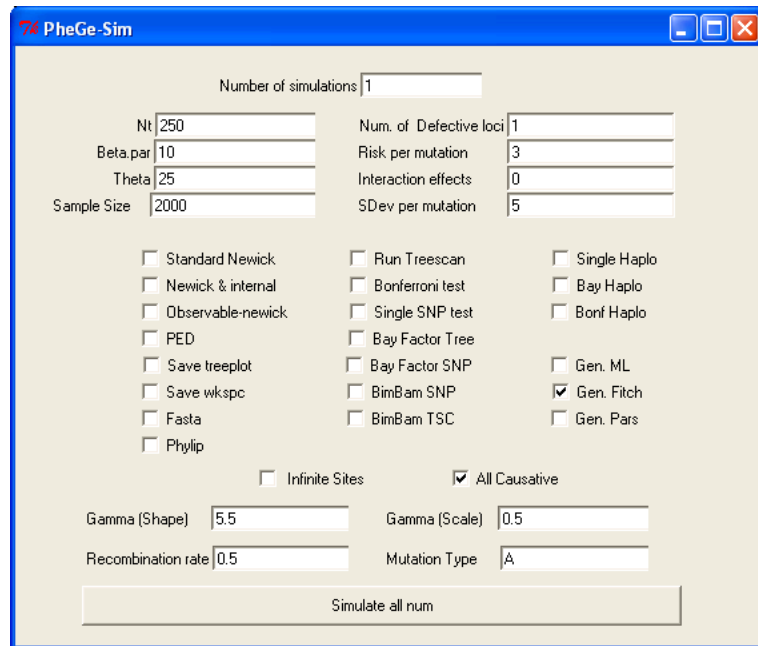 PheGe-Sim
Number of simulations 1
Nt 250 Num. of Defective loci 1
Beta.par 10 Risk per mutation 3
Theta 25 Interaction effects 0
Sample Size 2000 SDev per mutation 5
Standard Newick Run Treescan Single Haplo
Newick & internal Bonferroni test Bay Haplo
Observable-newick Single SNP test Bonf Haplo
PED Bay Factor Tree
Save treeplot Bay Factor SNP Gen. ML
Save wkspc BimBam SNP Gen. Fitch
Fasta BimBam TSC Gen. Pars
Phylip
Infinite Sites All Causative
Gamma (Shape) 5.5 Gamma (Scale) 0.5
Recombination rate 0.5 Mutation Type A
Simulate all num